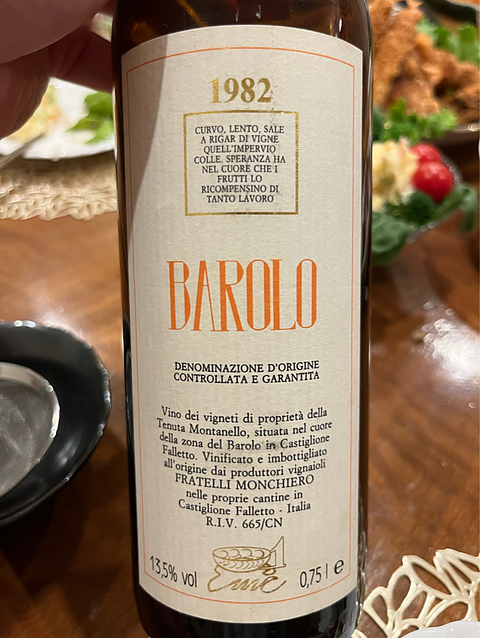 1982
CURVO, LENTO, SALE
A RIGAR DI VIGNE
QUELL'IMPERVIO
COLLE. SPERANZA HA
NEL CUORE CHE I
FRUTTI LO
RICOMPENSINO DI
TANTO LAVORO
BAROLO
DENOMINAZIONE D'ORIGINE
CONTROLLATA E GARANTITA
Vino dei vigneti di proprietà della
Tenuta Montanello, situata nel cuore
della zona del Barolo in Castiglione
Falletto. Vinificato e imbottigliato
all'origine dai produttori vignaioli
FRATELLI MONCHIERO
nelle proprie cantine in
Castiglione Falletto - Italia
R.I.V. 665/CN
13,5% vol 0,75 l e